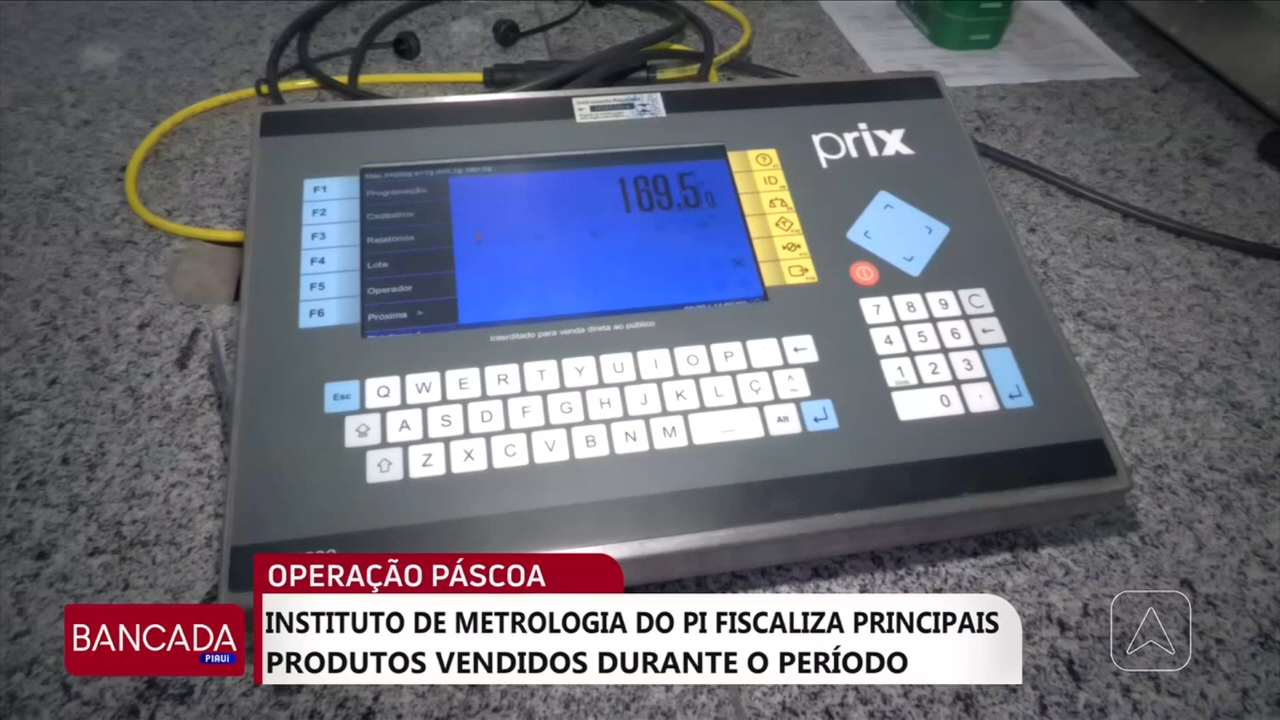 prix
169,5g
F1
F2
F3
F4
F5
F6
Programação
Cadastros
Relatórios
Lote
Operador
Próxima >
?
ID
Interditado para venda direta ao público
Esc Q W E R T Y U I O P ←
A S D F G H J K L Ç ^
Z X C V B N M Alt
7 8 9 C
4 5 6 ←
1 2 3
0 .
OPERAÇÃO PÁSCOA
INSTITUTO DE METROLOGIA DO PI FISCALIZA PRINCIPAIS
PRODUTOS VENDIDOS DURANTE O PERÍODO
BANCADA
PIAUÍ